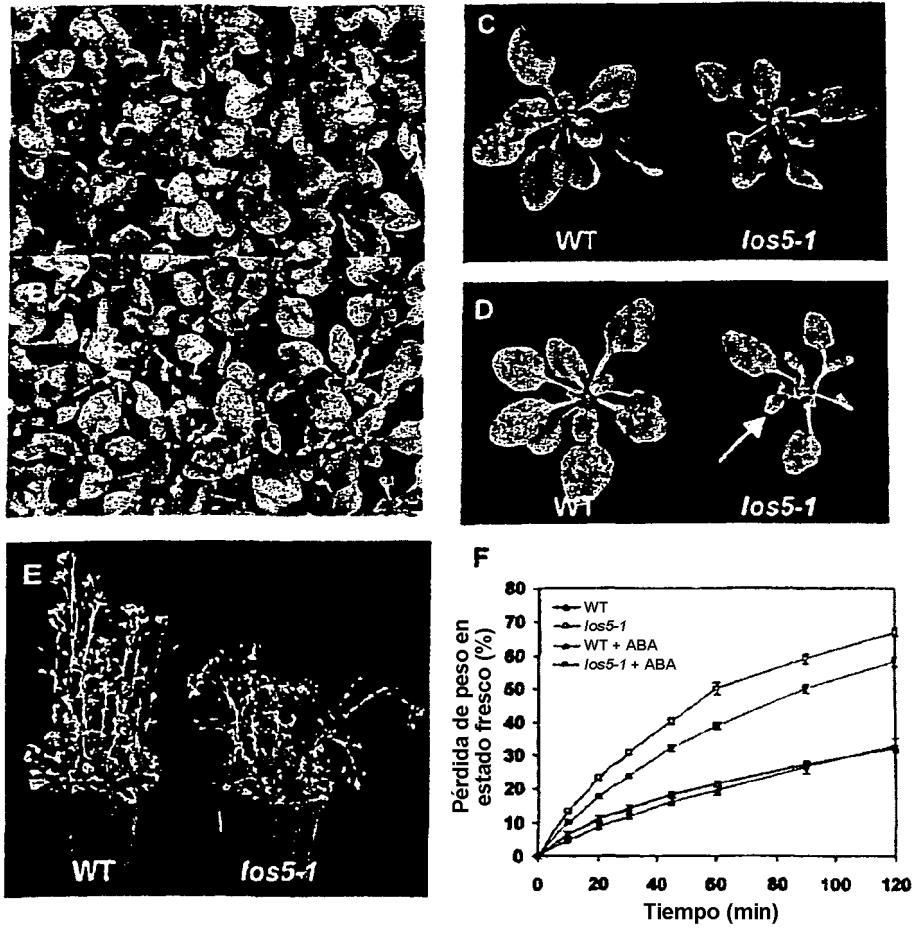 A
B
C
WT
los5-1
D
WT
los5-1
E
WT
los5-1
F
Pérdida de peso en
estado fresco (%)
80
70
60
50
40
30
20
10
0
WT
los5-1
WT + ABA
los5-1 + ABA
0 20 40 60 80 100 120
Tiempo (min)